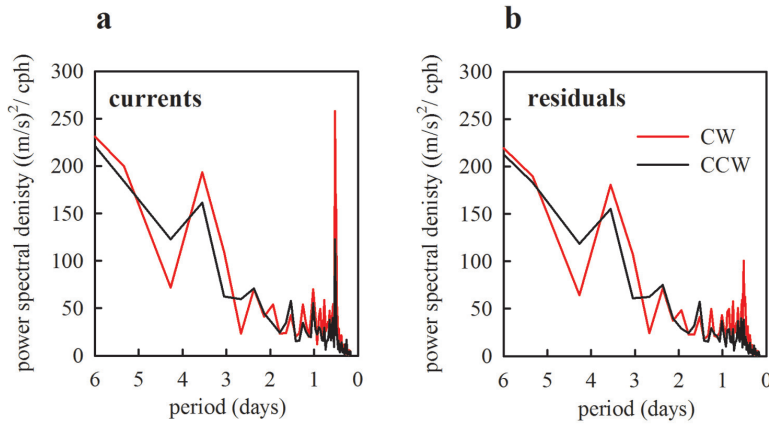 a
b
power spectral denisty ((m/s)²/ cph)
300
250
200
150
100
50
0
currents
6 5 4 3 2 1 0
period (days)
power spectral denisty ((m/s)²/ cph)
300
250
200
150
100
50
0
residuals
CW
CCW
6 5 4 3 2 1 0
period (days)